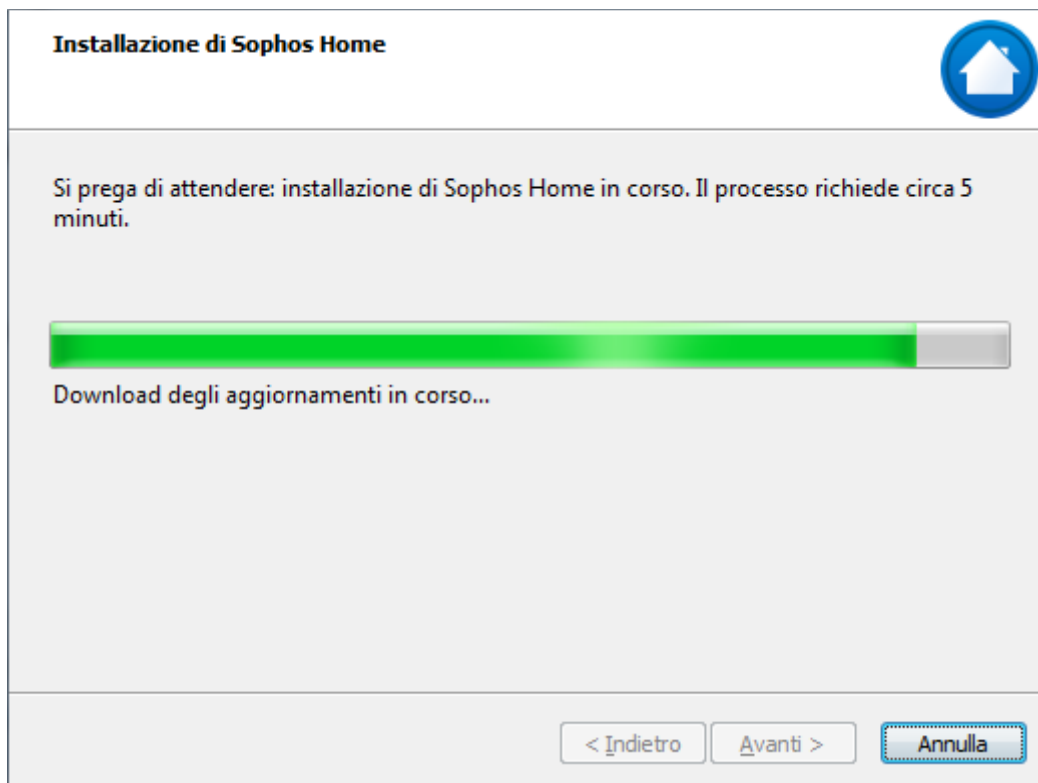 Installazione di Sophos Home
Si prega di attendere: installazione di Sophos Home in corso. Il processo richiede circa 5
minuti.
Download degli aggiornamenti in corso...
< Indietro
Avanti >
Annulla